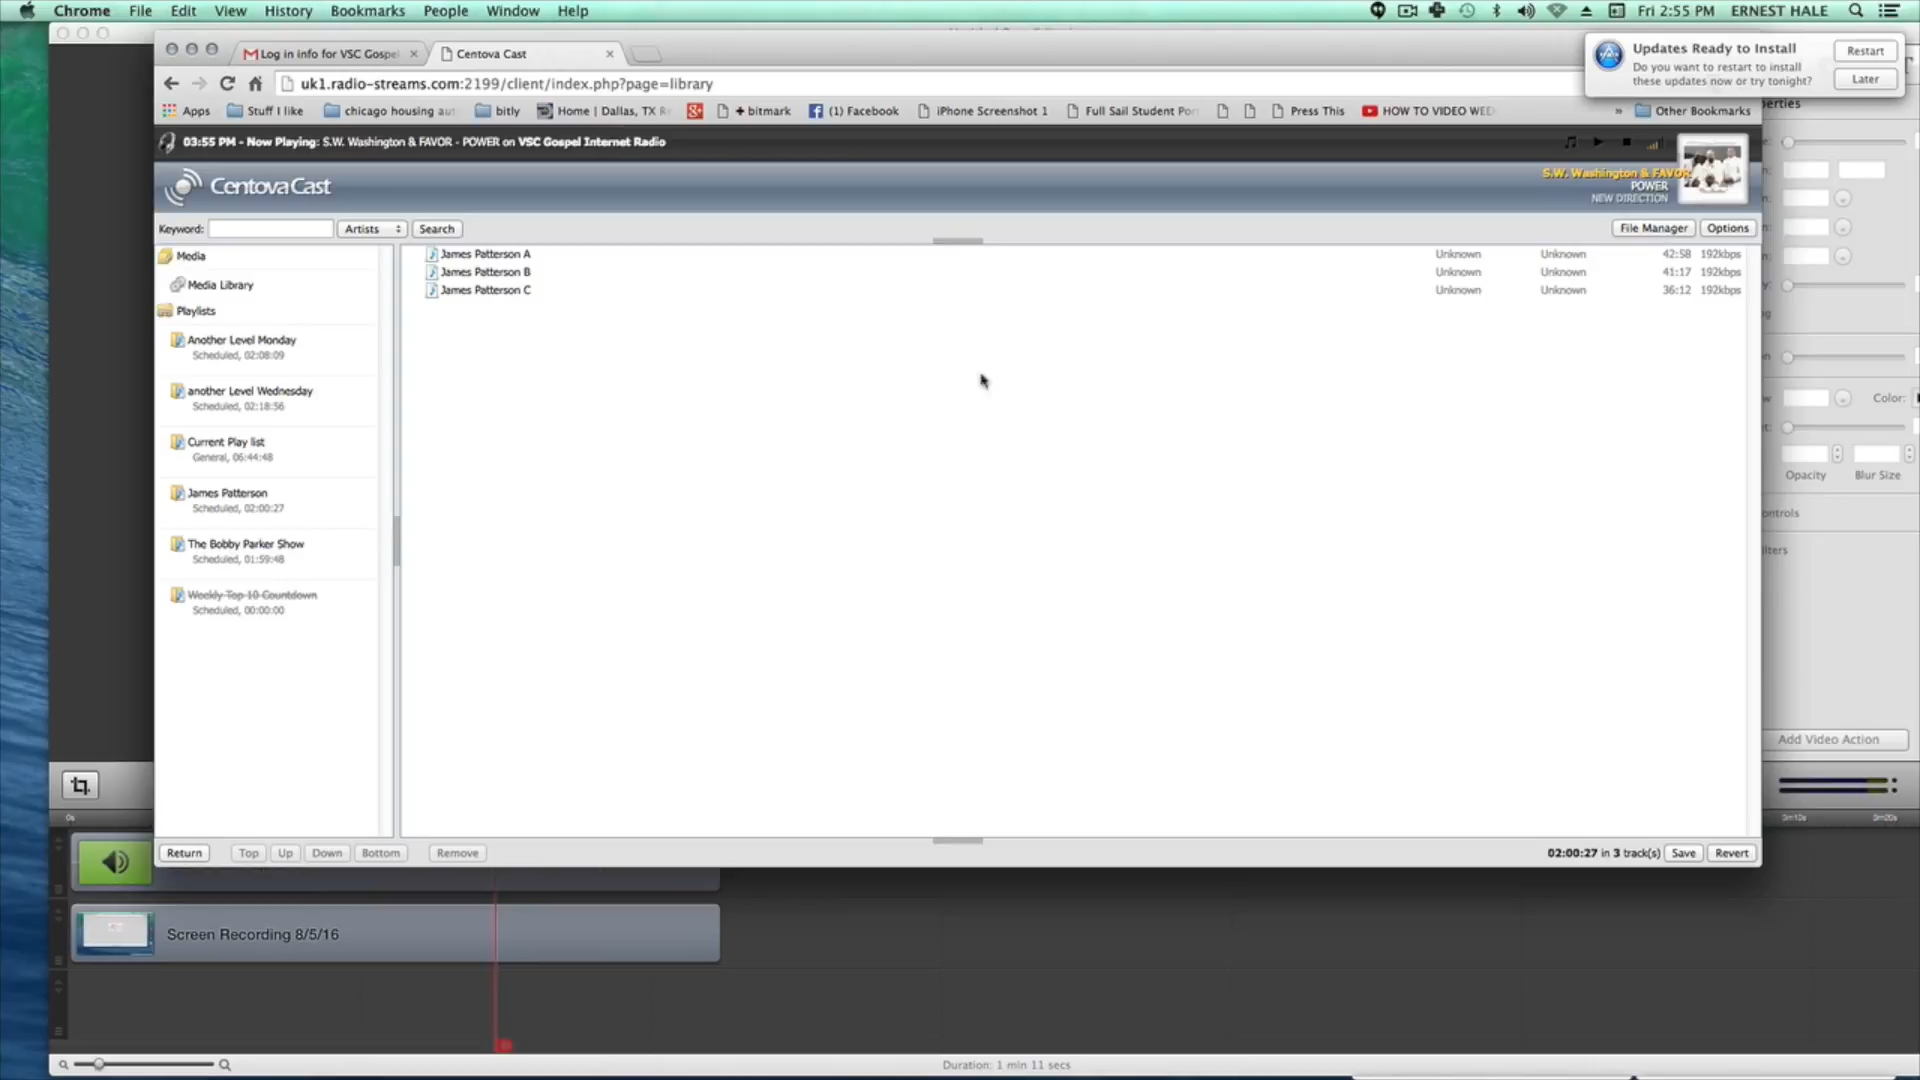 Chrome File Edit View History Bookmarks People Window Help Fri 2:55 PM ERNEST HALE
Log in info for VSC Gospel Centova Cast
Updates Ready to Install
Do you want to restart to install
these updates now or try tonight?
Restart
Later
uk1.radio-streams.com:2199/client/index.php?page=library
Apps Stuff I like chicago housing aut bitly Home | Dallas, TX R + bitmark (1) Facebook iPhone Screenshot 1 Full Sail Student Por Press This HOW TO VIDEO WEE » Other Bookmarks
perties
03:55 PM - Now Playing: S.W. Washington & FAVOR - POWER on VSC Gospel Internet Radio
CentovaCast
S.W. Washington & FAVOR
POWER
NEW DIRECTION
Keyword: Artists Search File Manager Options
Media
Media Library
Playlists
Another Level Monday
Scheduled, 02:08:09
another Level Wednesday
Scheduled, 02:18:56
Current Play list
General, 06:44:48
James Patterson
Scheduled, 02:00:27
The Bobby Parker Show
Scheduled, 01:59:48
Weekly Top 10 Countdown
Scheduled, 00:00:00
James Patterson A Unknown Unknown 42:58 192kbps
James Patterson B Unknown Unknown 41:17 192kbps
James Patterson C Unknown Unknown 36:12 192kbps
Color:
Opacity Blur Size
ontrols
ilters
Add Video Action
Return Top Up Down Bottom Remove 02:00:27 in 3 track(s) Save Revert
0s 3m10s 3m20s
Screen Recording 8/5/16
Duration: 1 min 11 secs